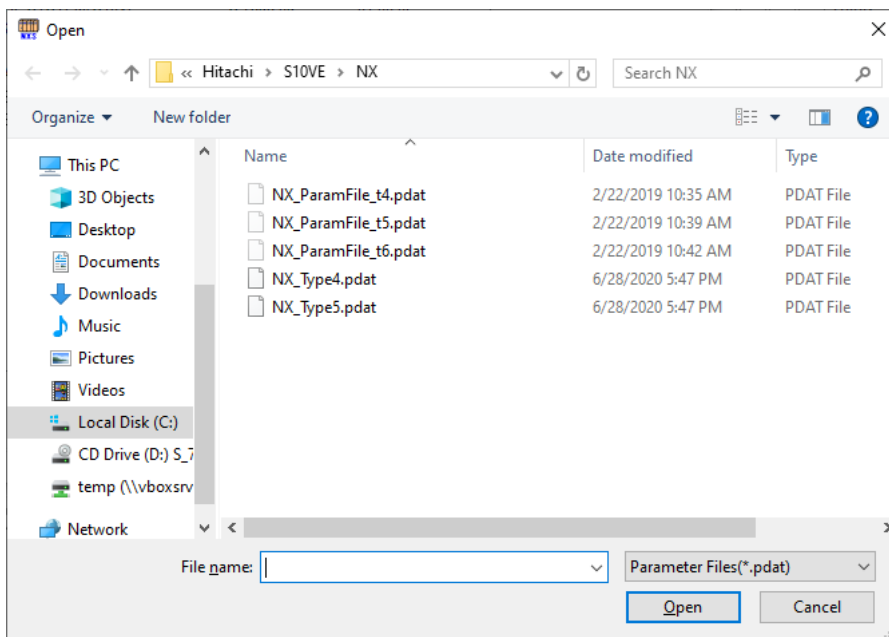 NXS
Open
« Hitachi > S10VE > NX
Search NX
Organize
New folder
?
Name
Date modified
Type
This PC
3D Objects
Desktop
Documents
Downloads
Music
Pictures
Videos
Local Disk (C:)
CD Drive (D:) S_7
temp (\\vboxsrv
Network
NX_ParamFile_t4.pdat 2/22/2019 10:35 AM PDAT File
NX_ParamFile_t5.pdat 2/22/2019 10:39 AM PDAT File
NX_ParamFile_t6.pdat 2/22/2019 10:42 AM PDAT File
NX_Type4.pdat 6/28/2020 5:47 PM PDAT File
NX_Type5.pdat 6/28/2020 5:47 PM PDAT File
File name:
Parameter Files(*.pdat)
Open
Cancel